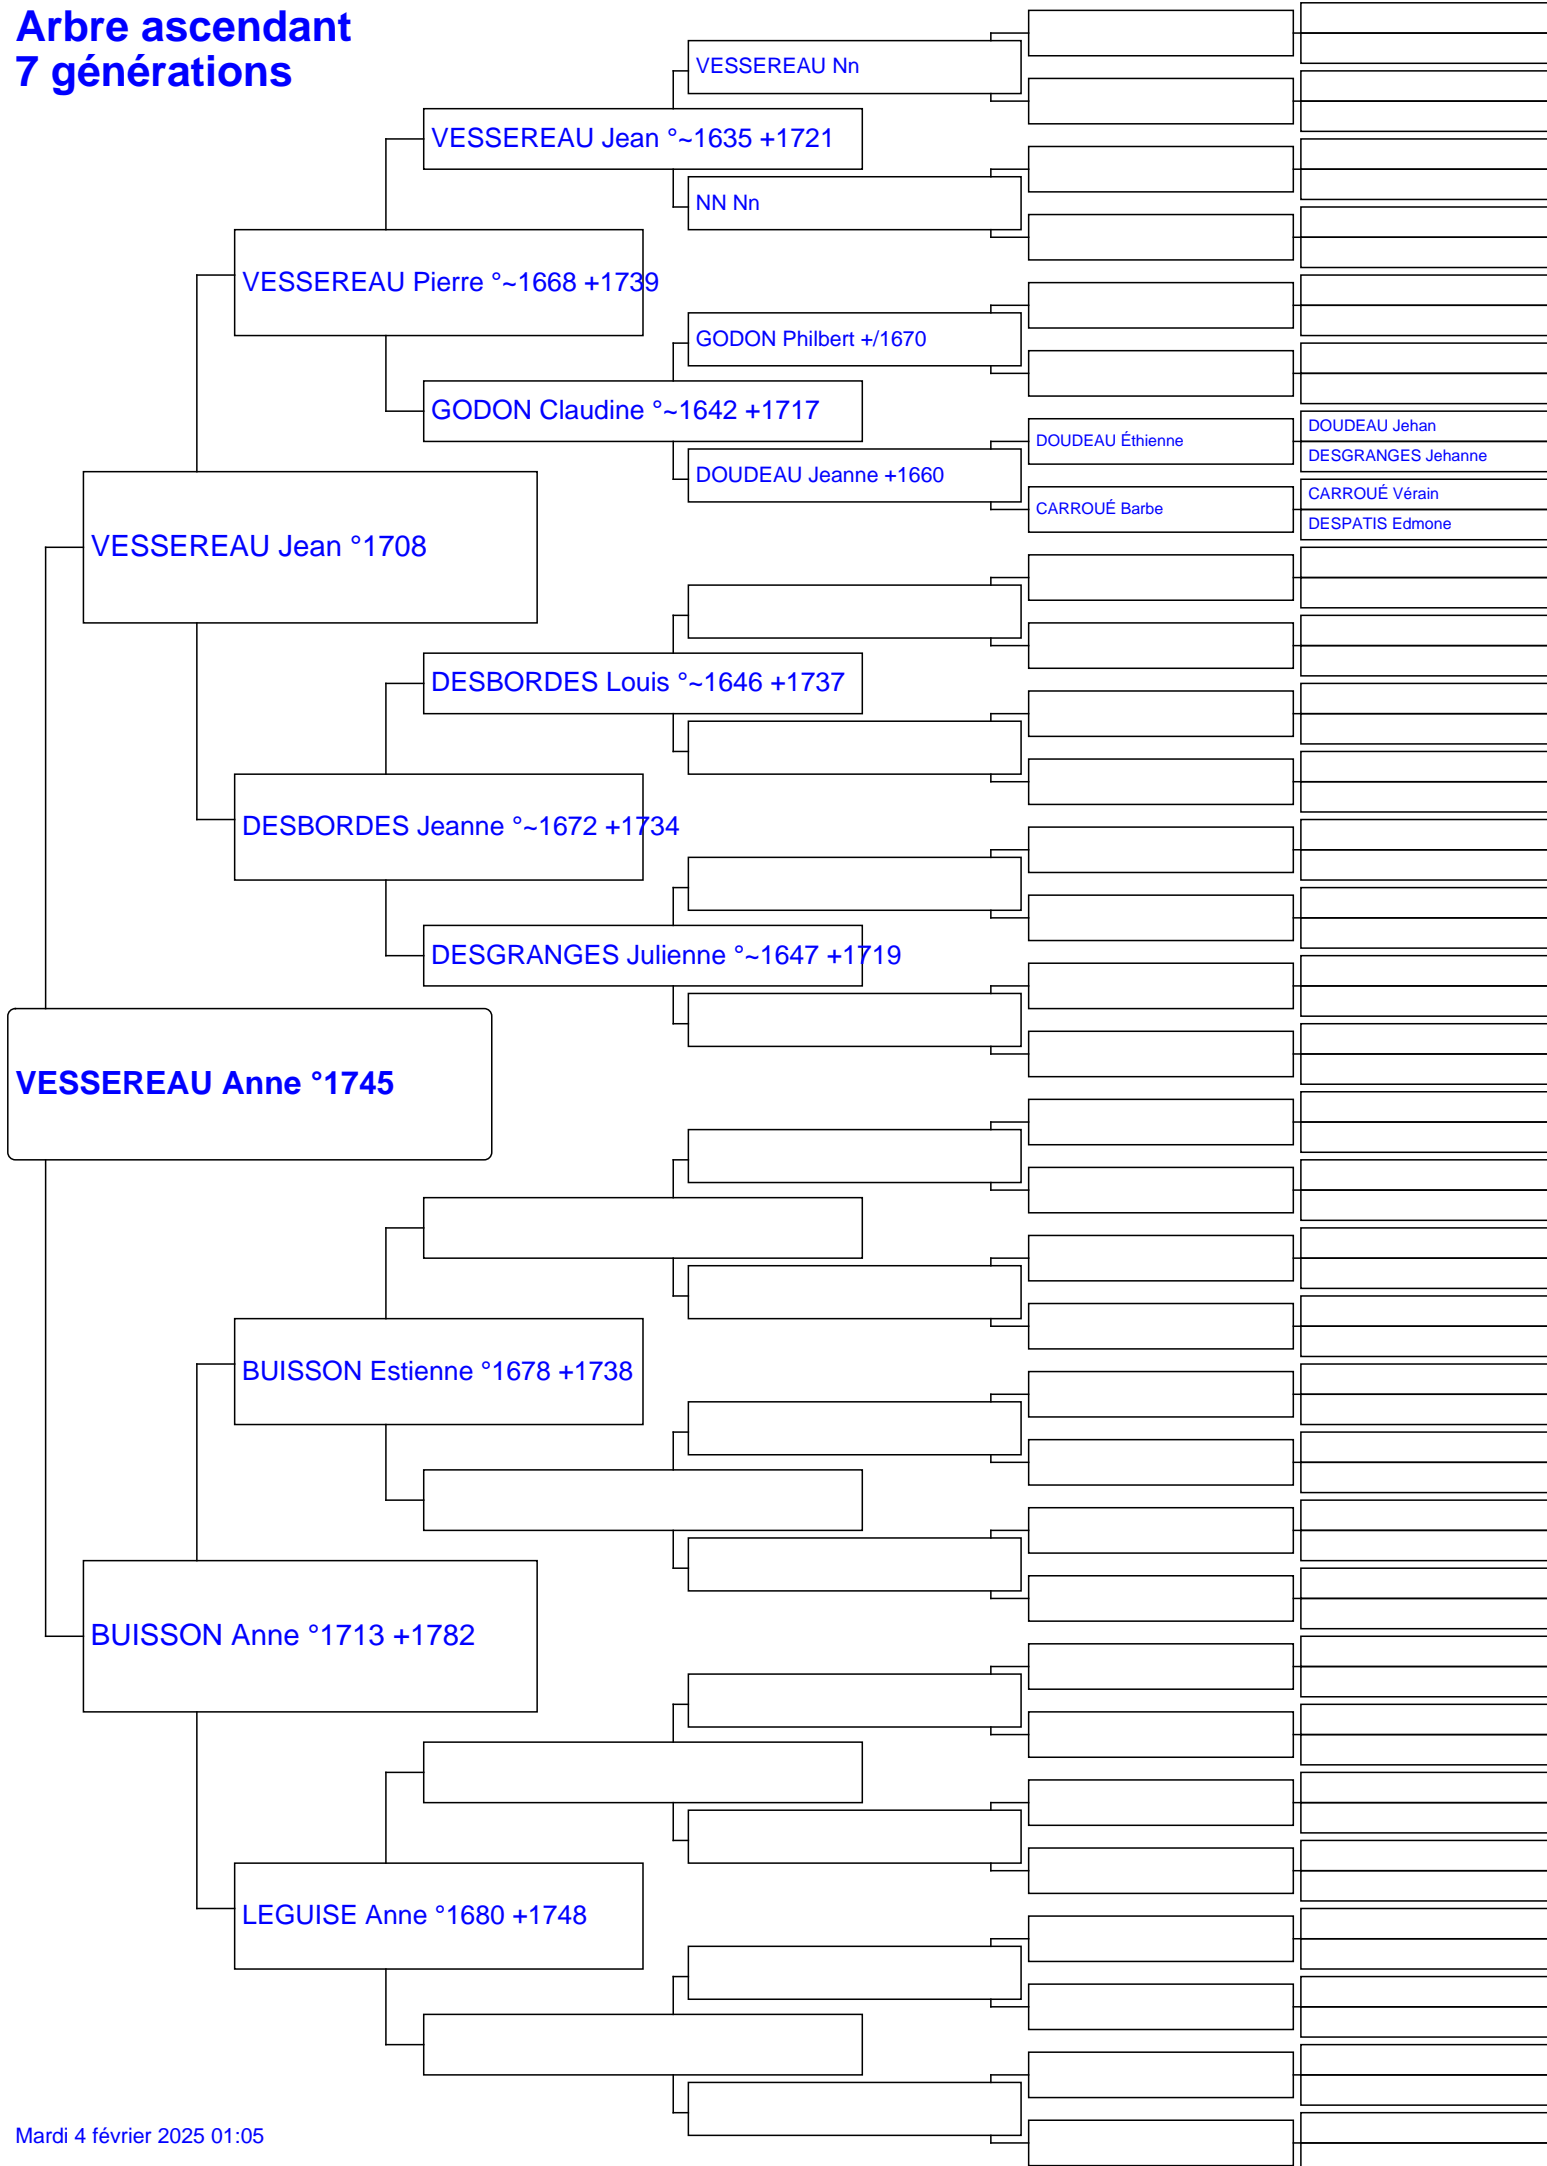 Arbre ascendant
7 générations
VESSEREAU Nn
VESSEREAU Jean °~1635 +1721
NN Nn
VESSEREAU Pierre °~1668 +1739
GODON Philbert +/1670
GODON Claudine °~1642 +1717
DOUDEAU Jehan
DOUDEAU Éthienne
DESGRANGES Jehanne
DOUDEAU Jeanne +1660
CARROUÉ Vérain
CARROUÉ Barbe
DESPATIS Edmone
VESSEREAU Jean °1708
DESBORDES Louis °~1646 +1737
DESBORDES Jeanne °~1672 +1734
DESGRANGES Julienne °~1647 +1719
VESSEREAU Anne °1745
BUISSON Estienne °1678 +1738
BUISSON Anne °1713 +1782
LEGUISE Anne °1680 +1748
Mardi 4 février 2025 01:05